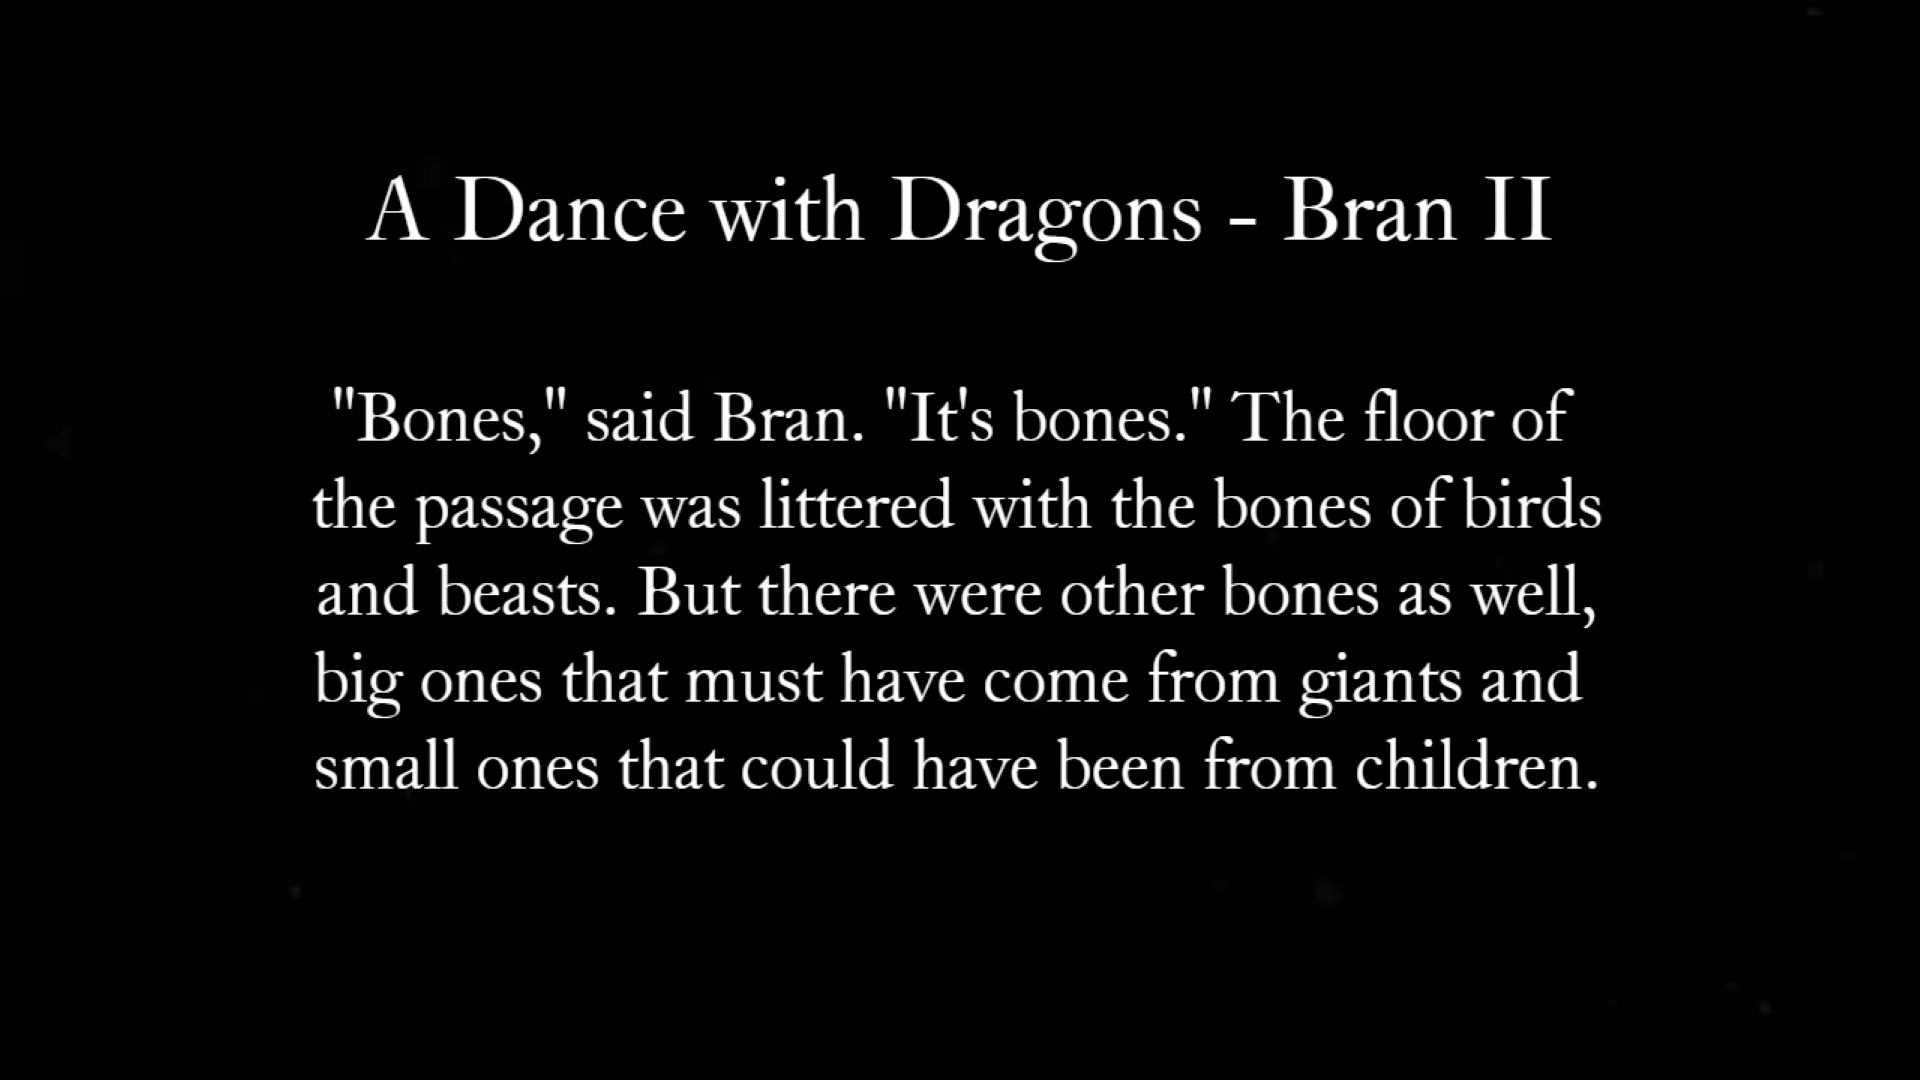 A Dance with Dragons - Bran II
"Bones," said Bran. "It's bones." The floor of
the passage was littered with the bones of birds
and beasts. But there were other bones as well,
big ones that must have come from giants and
small ones that could have been from children.